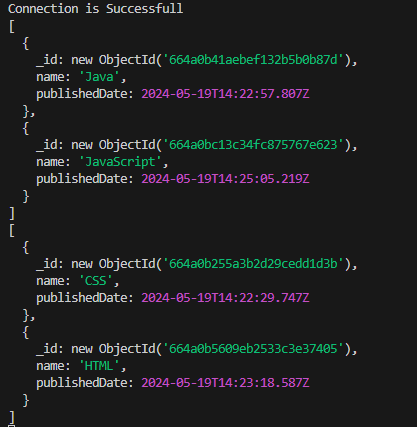 Connection is Successfull
[
  {
    _id: new ObjectId('664a0b41aebef132b5b0b87d'),
    name: 'Java',
    publishedDate: 2024-05-19T14:22:57.807Z
  },
  {
    _id: new ObjectId('664a0bc13c34fc875767e623'),
    name: 'JavaScript',
    publishedDate: 2024-05-19T14:25:05.219Z
  }
]
[
  {
    _id: new ObjectId('664a0b255a3b2d29cedd1d3b'),
    name: 'CSS',
    publishedDate: 2024-05-19T14:22:29.747Z
  },
  {
    _id: new ObjectId('664a0b5609eb2533c3e37405'),
    name: 'HTML',
    publishedDate: 2024-05-19T14:23:18.587Z
  }
]